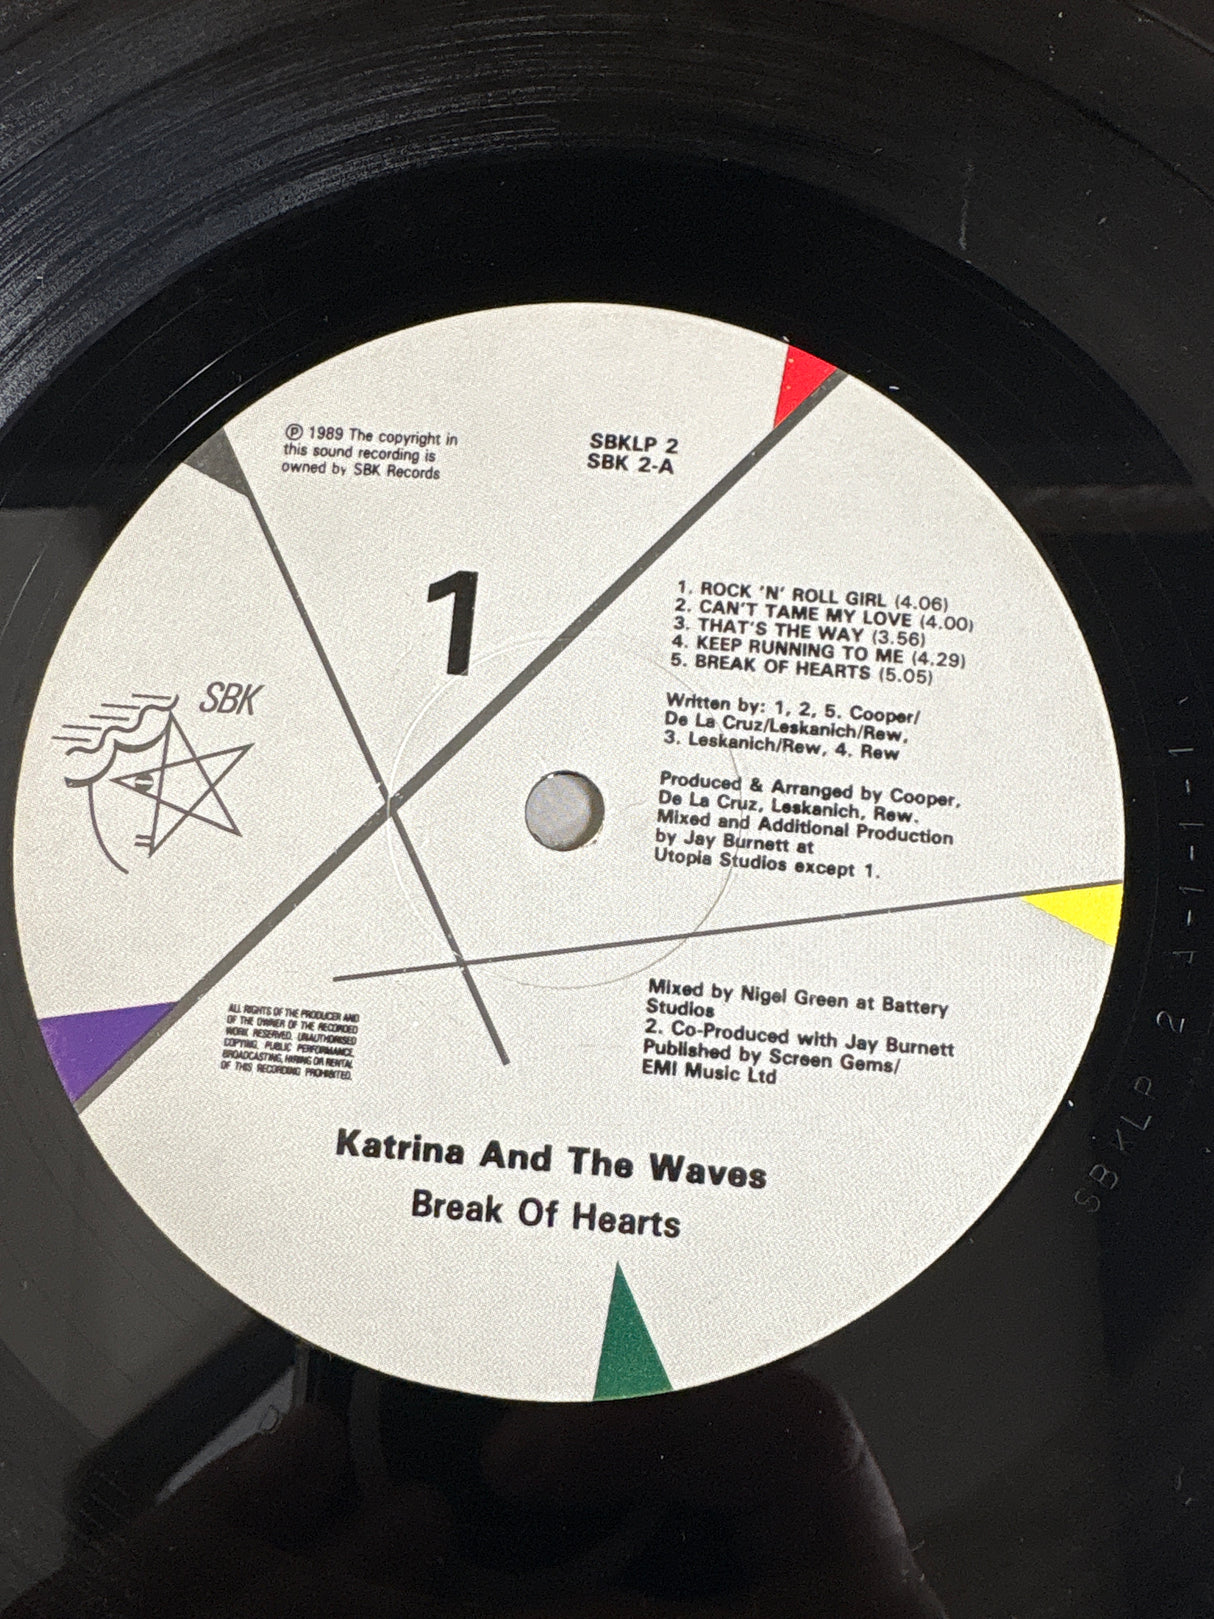 ℗ 1989 The copyright in
this sound recording is
owned by SBK Records
SBKLP 2
SBK 2-A
1
SBK
1. ROCK 'N' ROLL GIRL (4.06)
2. CAN'T TAME MY LOVE (4.00)
3. THAT'S THE WAY (3.56)
4. KEEP RUNNING TO ME (4.29)
5. BREAK OF HEARTS (5.05)
Written by: 1, 2, 5. Cooper/
De La Cruz/Leskanich/Rew,
3. Leskanich/Rew, 4. Rew
Produced & Arranged by Cooper,
De La Cruz, Leskanich, Rew.
Mixed and Additional Production
by Jay Burnett at
Utopia Studios except 1.
Mixed by Nigel Green at Battery
Studios
2. Co-Produced with Jay Burnett
Published by Screen Gems/
EMI Music Ltd
ALL RIGHTS OF THE PRODUCER AND
OF THE OWNER OF THE RECORDED
WORK RESERVED. UNAUTHORISED
COPYING, PUBLIC PERFORMANCE,
BROADCASTING, HIRING OR RENTAL
OF THIS RECORDING PROHIBITED.
Katrina And The Waves
Break Of Hearts
SBKLP 2 A-1-1-1